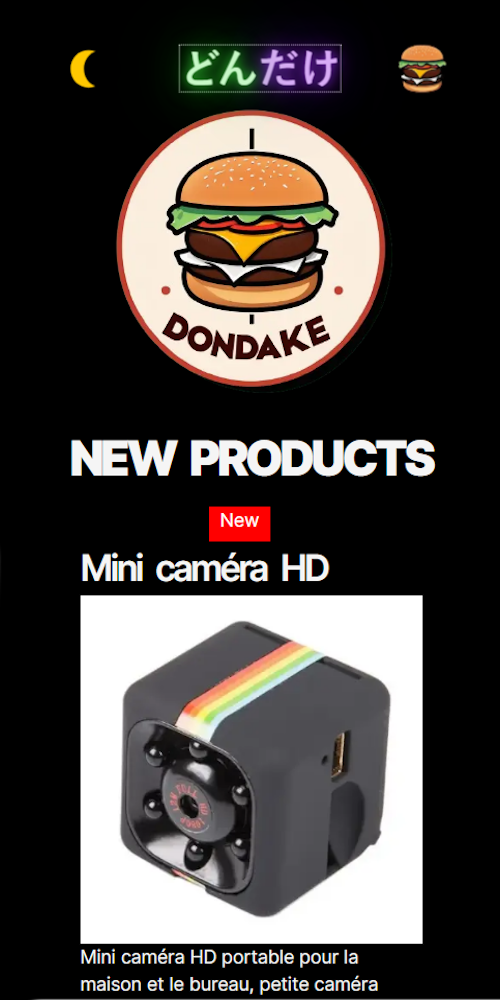 どんだけ
DONDAKE
NEW PRODUCTS
New
Mini caméra HD
Mini caméra HD portable pour la
maison et le bureau, petite caméra